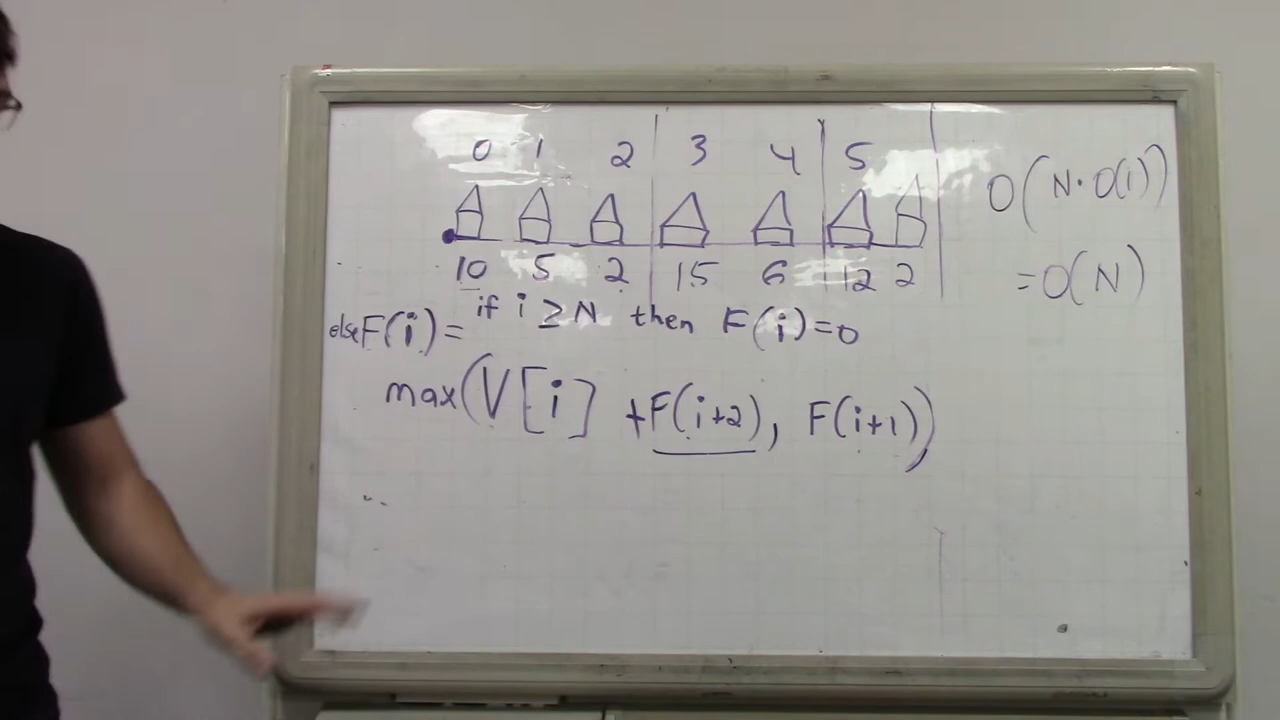 0 1 2 3 4 5
10 5 2 15 6 12 2
if i ≥ N then F(i)=0
else F(i)=
max(V[i] +F(i+2), F(i+1))
O(N·O(1))
=O(N)